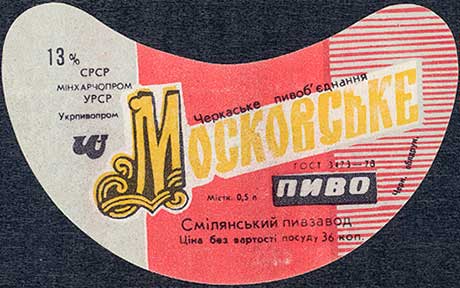 13%
СРСР
МІНХАРЧОПРОМ
УРСР
Укрпивопром
Черкаське пивоб'єднання
МОСКОВСЬКЕ
ГОСТ 3473—78
Містк. 0,5 л
ПИВО
Смілянський пивзавод
Ціна без вартості посуду 36 коп.